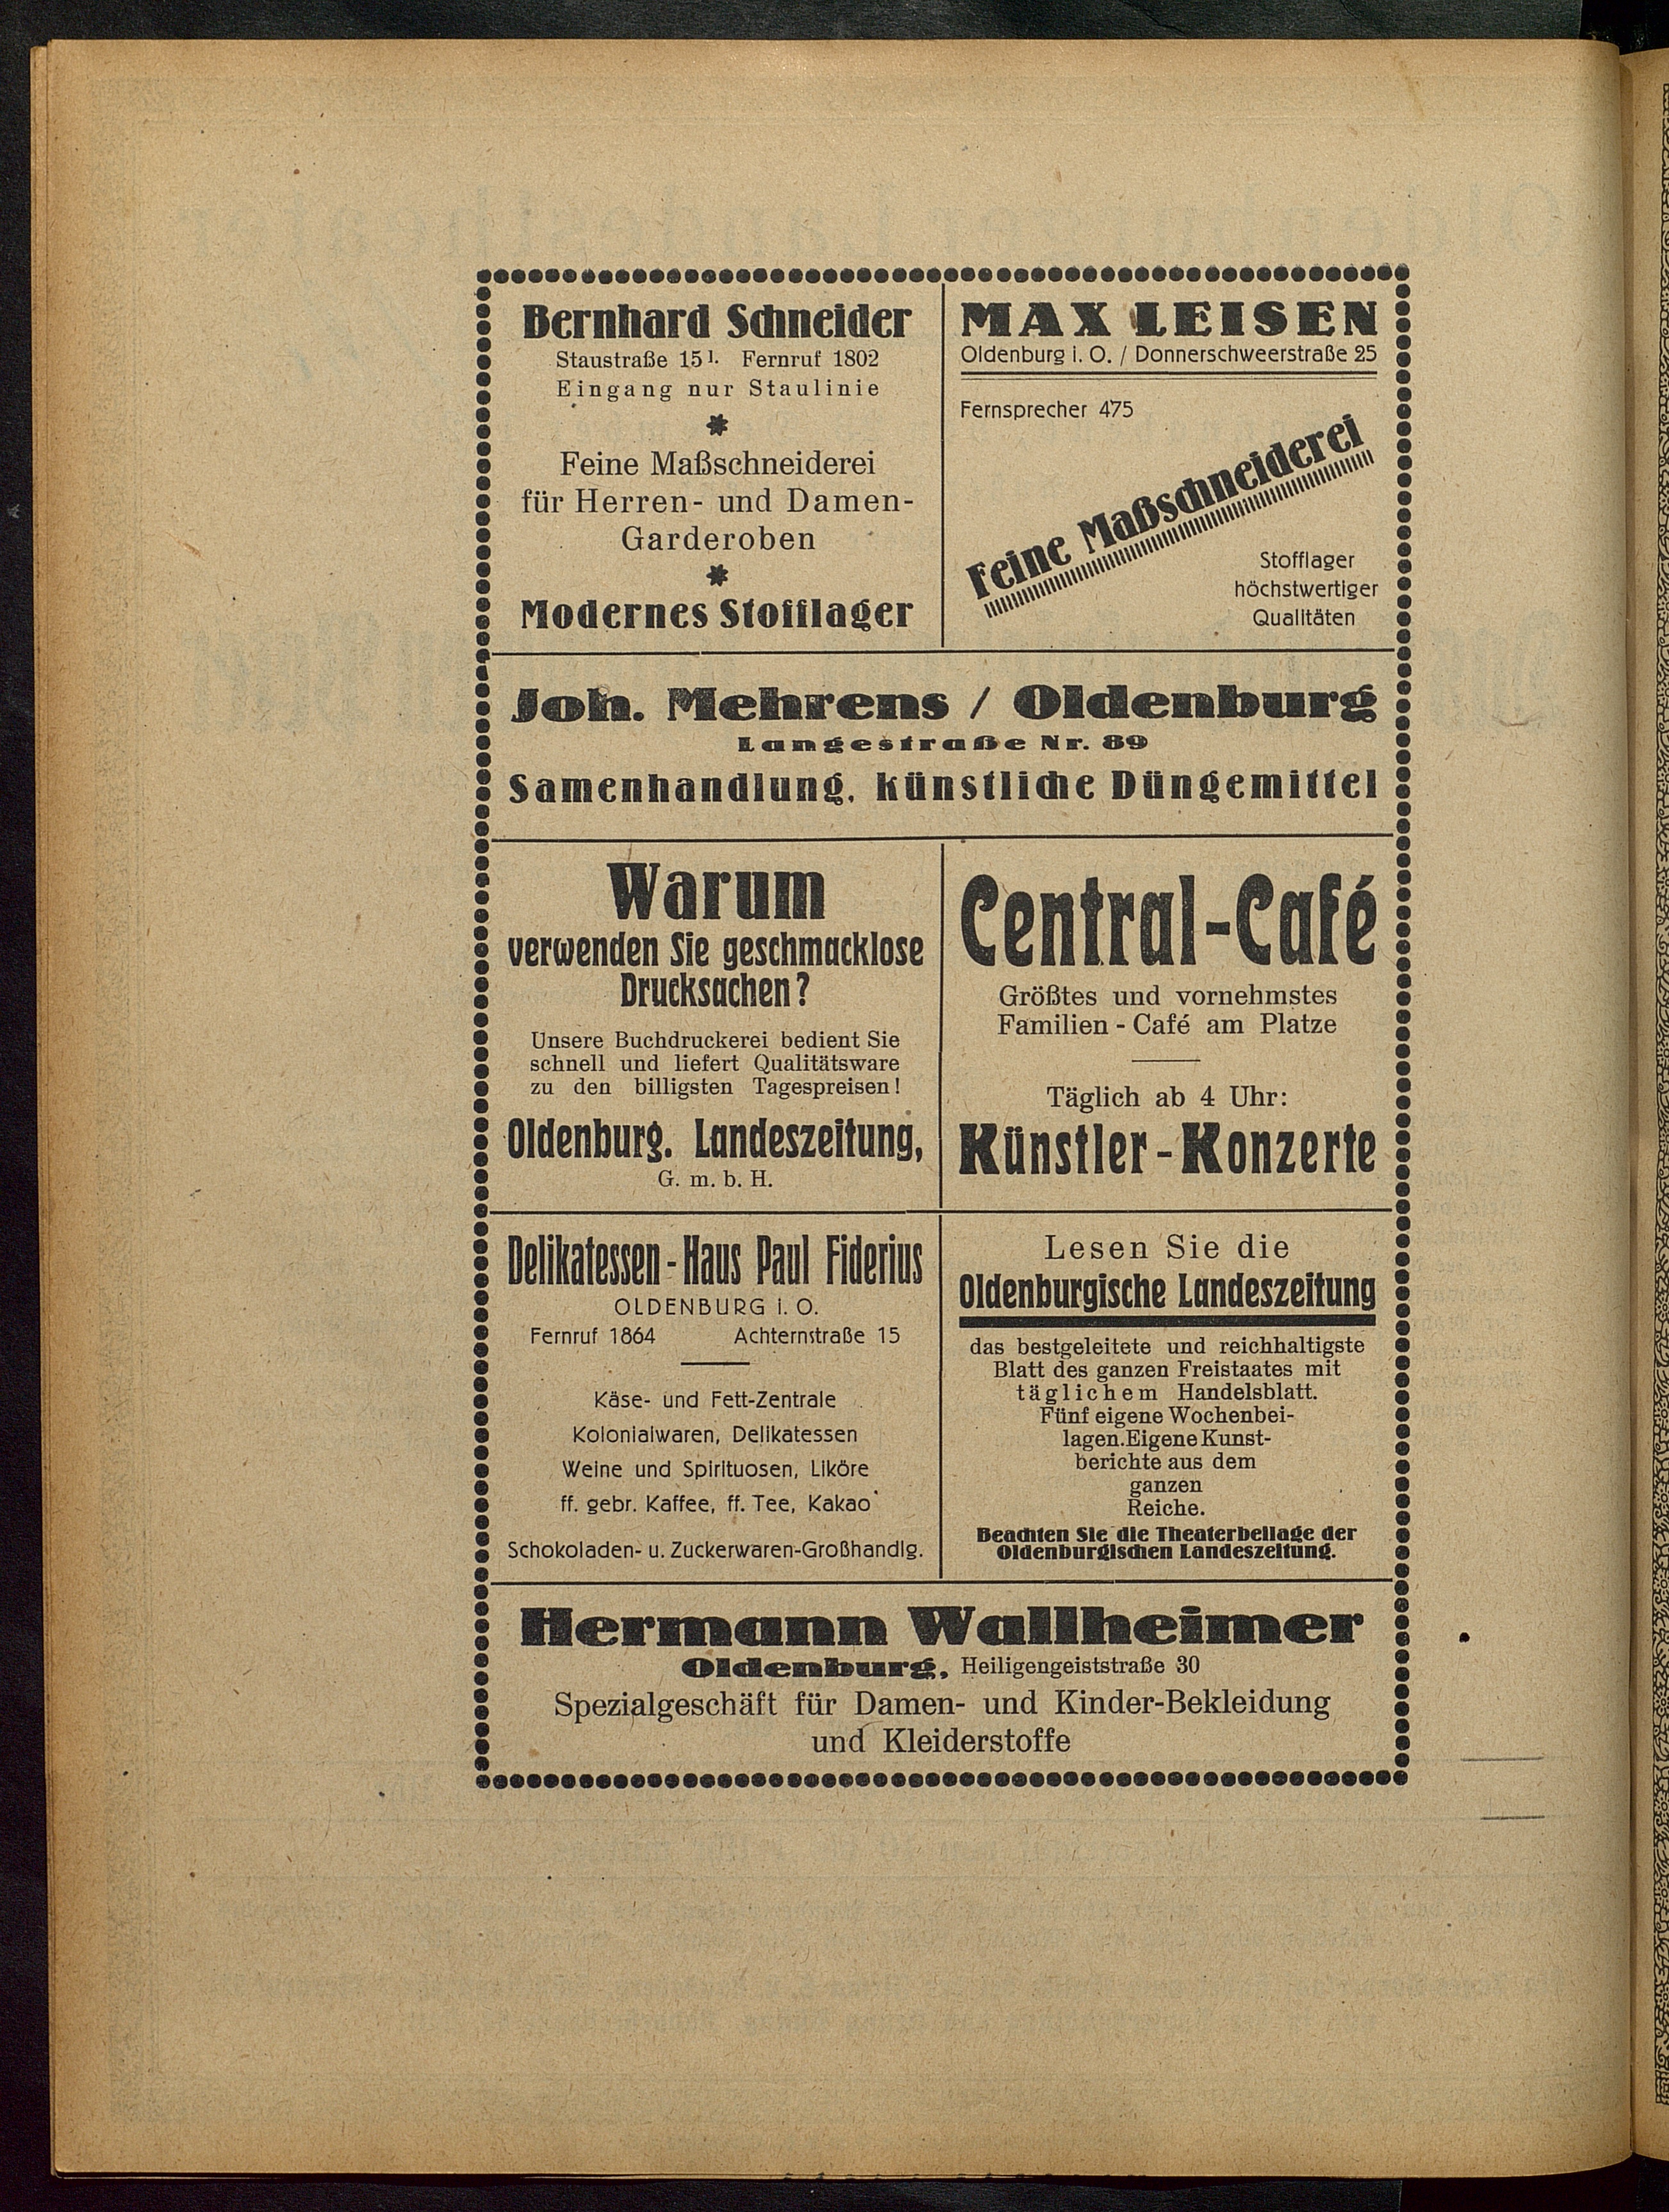 Bernhard Schneider
Staustraße 15 I. Fernruf 1802
Eingang nur Staulinie
Feine Maßschneiderei
für Herren- und Damen-
Garderoben
Modernes Stofflager
MAX LEISEN
Oldenburg i. O. / Donnerschweerstraße 25
Fernsprecher 475
Feine Maßschneiderei
Stofflager
höchstwertiger
Qualitäten
Joh. Mehrens / Oldenburg
Langestraße Nr. 89
Samenhandlung, künstliche Düngemittel
Warum
verwenden Sie geschmacklose
Drucksachen?
Unsere Buchdruckerei bedient Sie
schnell und liefert Qualitätsware
zu den billigsten Tagespreisen!
Oldenburg. Landeszeitung,
G. m. b. H.
Central-Café
Größtes und vornehmstes
Familien-Café am Platze
Täglich ab 4 Uhr:
Künstler-Konzerte
Delikatessen-Haus Paul Fiderius
OLDENBURG i. O.
Fernruf 1864 Achternstraße 15
Käse- und Fett-Zentrale
Kolonialwaren, Delikatessen
Weine und Spirituosen, Liköre
ff. gebr. Kaffee, ff. Tee, Kakao
Schokoladen- u. Zuckerwaren-Großhandlg.
Lesen Sie die
Oldenburgische Landeszeitung
das bestgeleitete und reichhaltigste
Blatt des ganzen Freistaates mit
täglichem Handelsblatt.
Fünf eigene Wochenbei-
lagen. Eigene Kunst-
berichte aus dem
ganzen
Reiche.
Beachten Sie die Theaterbeilage der
Oldenburgischen Landeszeitung.
Hermann Wallheimer
Oldenburg, Heiligengeiststraße 30
Spezialgeschäft für Damen- und Kinder-Bekleidung
und Kleiderstoffe